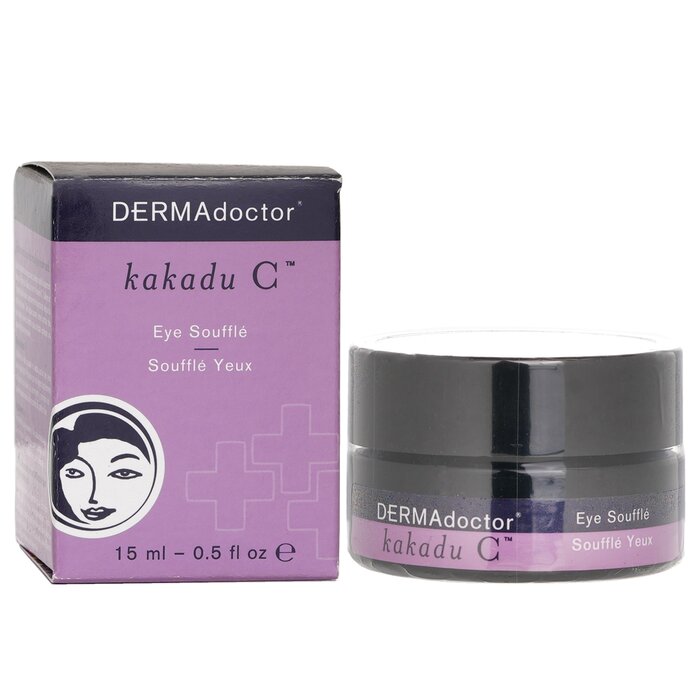 DERMAdoctor®
kakadu C™
Eye Soufflé
Soufflé Yeux
15 ml – 0.5 fl oz ℮
DERMAdoctor®
kakadu C™
Eye Soufflé
Soufflé Yeux